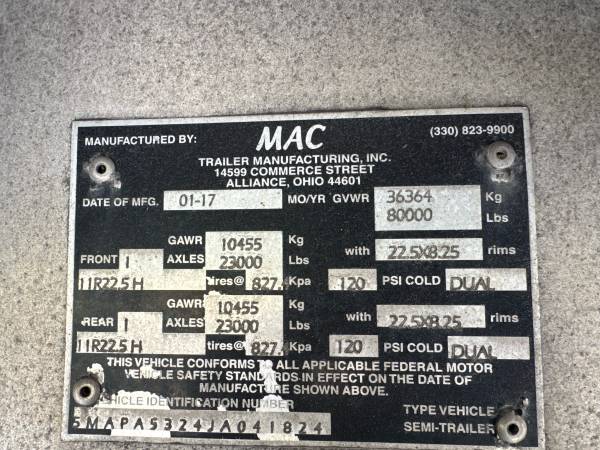 MANUFACTURED BY: MAC (330) 823-9900
TRAILER MANUFACTURING, INC.
14599 COMMERCE STREET
ALLIANCE, OHIO 44601
DATE OF MFG. 01-17 MO/YR GVWR 36364 Kg
80000 Lbs
GAWR 10455 Kg
FRONT 1 AXLES 23000 Lbs with 22.5X8.25 rims
11R22.5 H tires@ 827.4 Kpa 120 PSI COLD DUAL
GAWR 10455 Kg
REAR 1 AXLES 23000 Lbs with 22.5X8.25 rims
11R22.5 H tires@ 827.4 Kpa 120 PSI COLD DUAL
THIS VEHICLE CONFORMS TO ALL APPLICABLE FEDERAL MOTOR
VEHICLE SAFETY STANDARDS IN EFFECT ON THE DATE OF
MANUFACTURE SHOWN ABOVE.
VEHICLE IDENTIFICATION NUMBER TYPE VEHICLE
5MAPA5324JA041824 SEMI-TRAILER